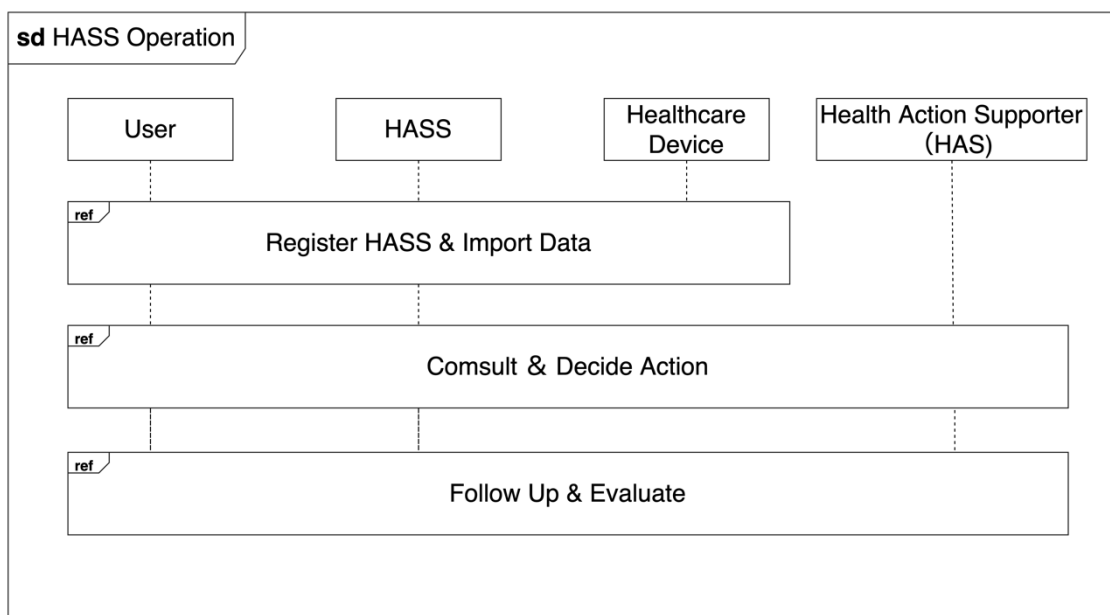 sd HASS Operation
User
HASS
Healthcare
Device
Health Action Supporter
（HAS）
ref
Register HASS & Import Data
ref
Comsult ＆ Decide Action
ref
Follow Up & Evaluate